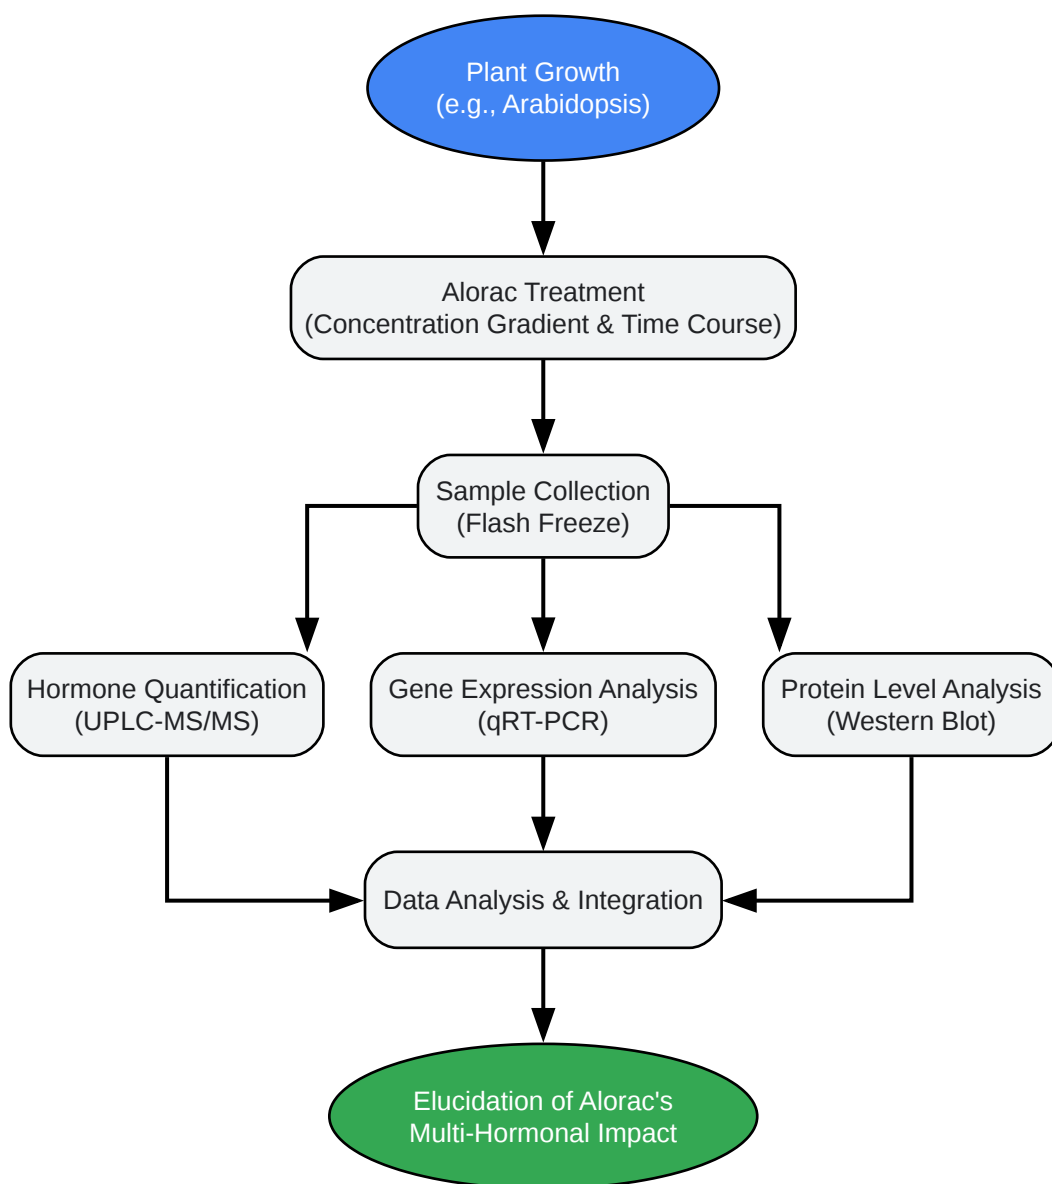 Plant Growth
(e.g., Arabidopsis)
Alorac Treatment
(Concentration Gradient & Time Course)
Sample Collection
(Flash Freeze)
Hormone Quantification
(UPLC-MS/MS)
Gene Expression Analysis
(qRT-PCR)
Protein Level Analysis
(Western Blot)
Data Analysis & Integration
Elucidation of Alorac's
Multi-Hormonal Impact